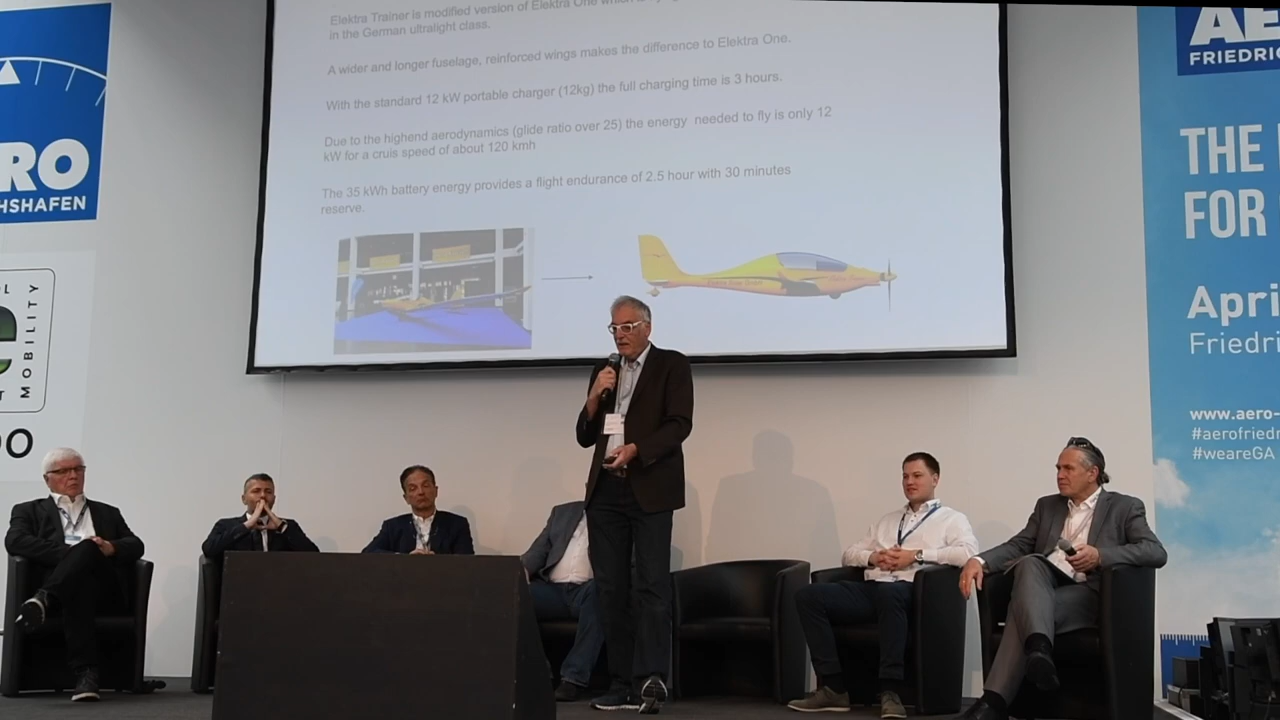 Elektra Trainer is modified version of Elektra One which
in the German ultralight class.
A wider and longer fuselage, reinforced wings makes the difference to Elektra One.
With the standard 12 kW portable charger (12kg) the full charging time is 3 hours.
Due to the highend aerodynamics (glide ratio over 25) the energy needed to fly is only 12
kW for a cruis speed of about 120 kmh
The 35 kWh battery energy provides a flight endurance of 2.5 hour with 30 minutes
reserve.
RO
HSHAFEN
MOBILITY
AE
FRIEDRIC
THE
FOR
Apri
Friedri
www.aero-
#aerofriedr
#weareGA